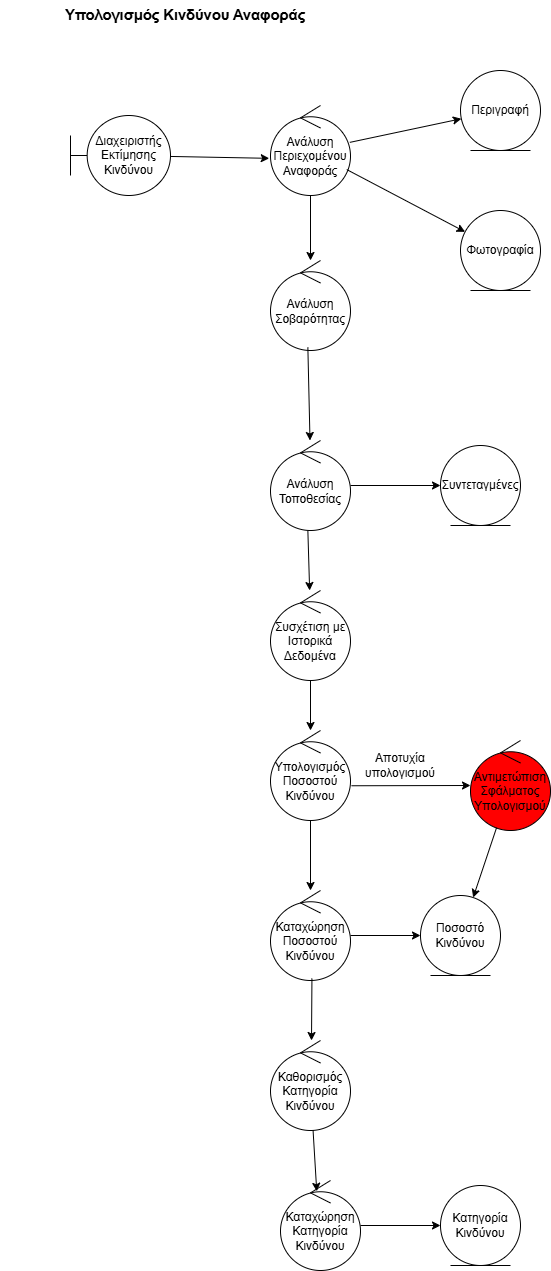 Υπολογισμός Κινδύνου Αναφοράς
Περιγραφή
Διαχειριστής
Εκτίμησης
Κινδύνου
Ανάλυση
Περιεχομένου
Αναφοράς
Φωτογραφία
Ανάλυση
Σοβαρότητας
Ανάλυση
Τοποθεσίας
Συντεταγμένες
Συσχέτιση με
Ιστορικά
Δεδομένα
Υπολογισμός
Ποσοστού
Κινδύνου
Αποτυχία
υπολογισμού
Αντιμετώπιση
Σφάλματος
Υπολογισμού
Καταχώρηση
Ποσοστού
Κινδύνου
Ποσοστό
Κινδύνου
Καθορισμός
Κατηγορία
Κινδύνου
Καταχώρηση
Κατηγορία
Κινδύνου
Κατηγορία
Κινδύνου